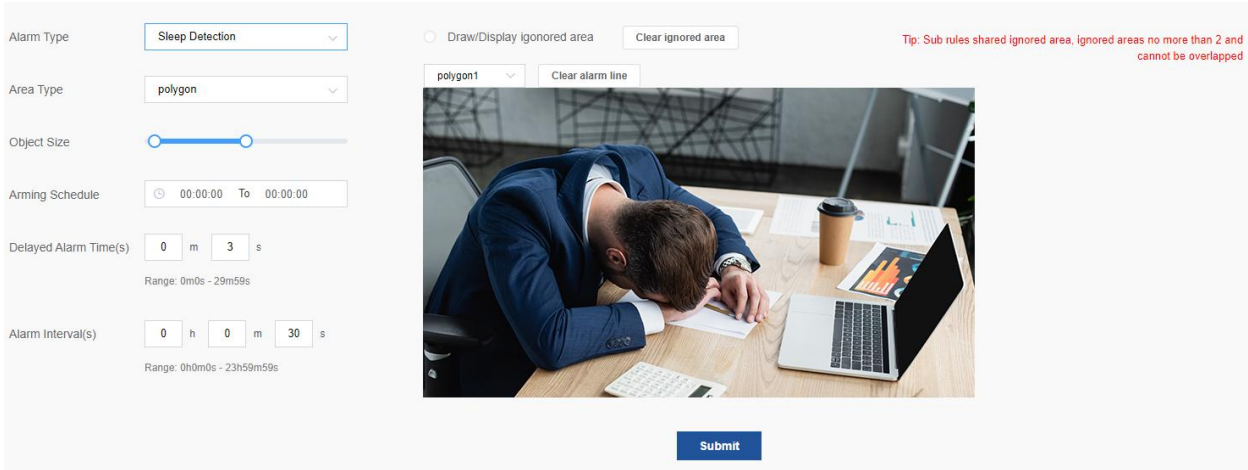 Alarm Type
Sleep Detection
Draw/Display igonored area
Clear ignored area
Tip: Sub rules shared ignored area, ignored areas no more than 2 and
cannot be overlapped
polygon1
Clear alarm line
Area Type
polygon
Object Size
Arming Schedule
00:00:00 To 00:00:00
Delayed Alarm Time(s)
0 m 3 s
Range: 0m0s - 29m59s
Alarm Interval(s)
0 h 0 m 30 s
Range: 0h0m0s - 23h59m59s
Submit